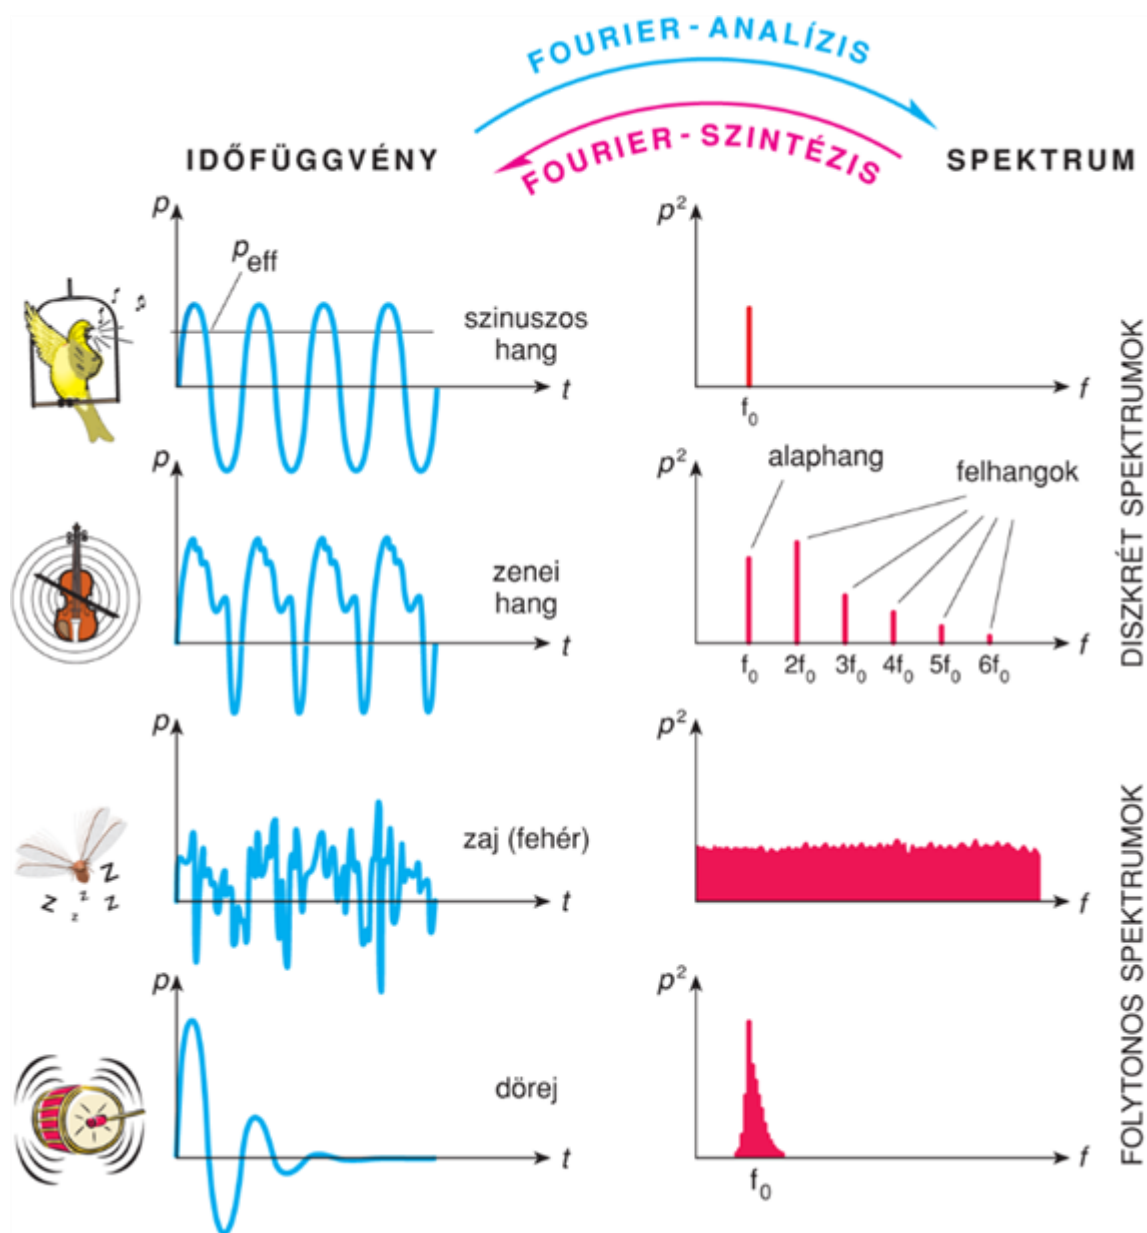 FOURIER - ANALÍZIS
FOURIER - SZINTÉZIS
IDŐFÜGGVÉNY
SPEKTRUM
p
p eff
szinuszos
hang
t
p²
f₀
f
DISZKRÉT SPEKTRUMOK
p
zenei
hang
t
p²
alaphang
felhangok
f₀ 2f₀ 3f₀ 4f₀ 5f₀ 6f₀
f
p
zaj (fehér)
t
z z z z z
p²
f
FOLYTONOS SPEKTRUMOK
p
dörej
t
p²
f₀
f